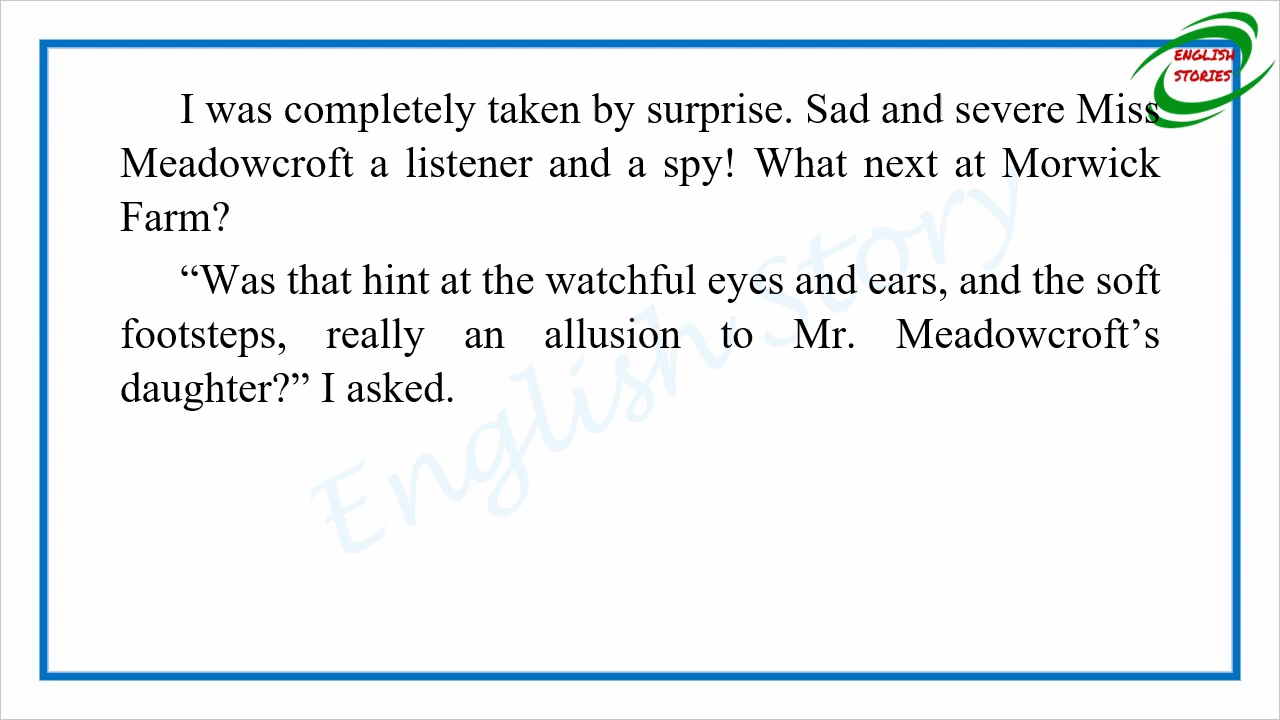 ENGLISH
STORIES
I was completely taken by surprise. Sad and severe Miss
Meadowcroft a listener and a spy! What next at Morwick
Farm?
“Was that hint at the watchful eyes and ears, and the soft
footsteps, really an allusion to Mr. Meadowcroft’s
daughter?” I asked.
English Story